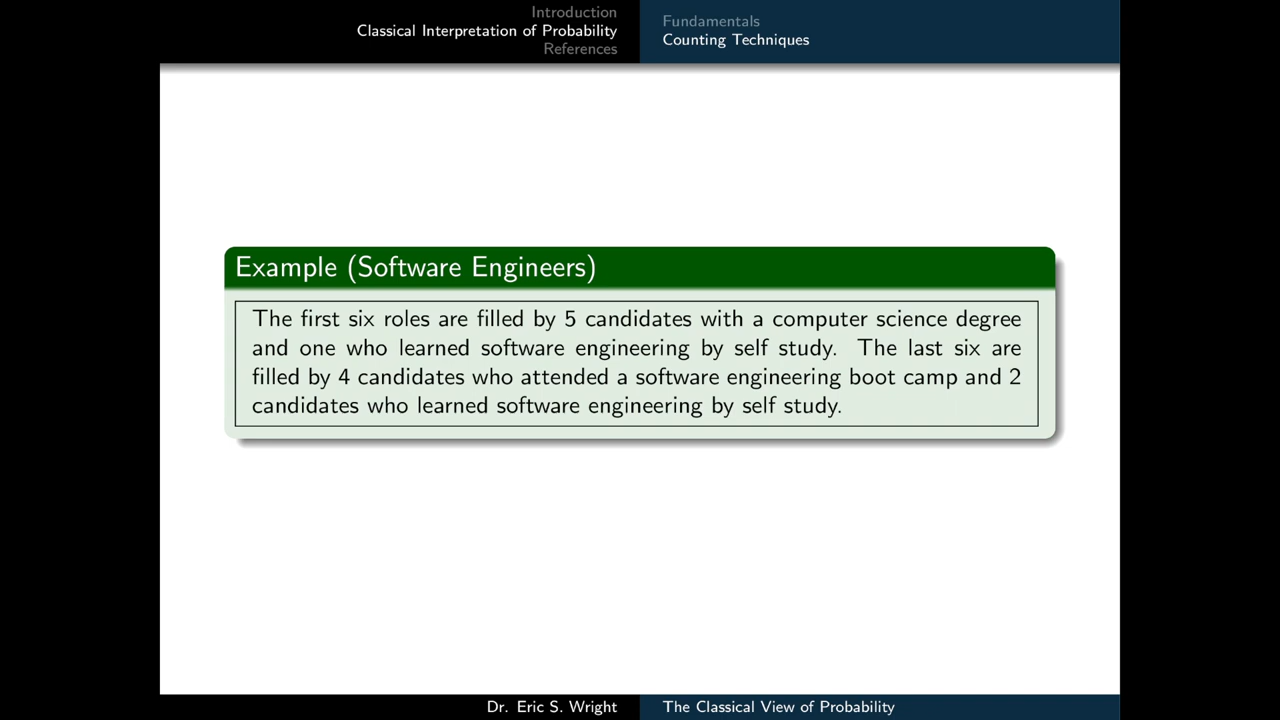 Introduction
Classical Interpretation of Probability
References
Fundamentals
Counting Techniques
Example (Software Engineers)
The first six roles are filled by 5 candidates with a computer science degree
and one who learned software engineering by self study. The last six are
filled by 4 candidates who attended a software engineering boot camp and 2
candidates who learned software engineering by self study.
Dr. Eric S. Wright
The Classical View of Probability